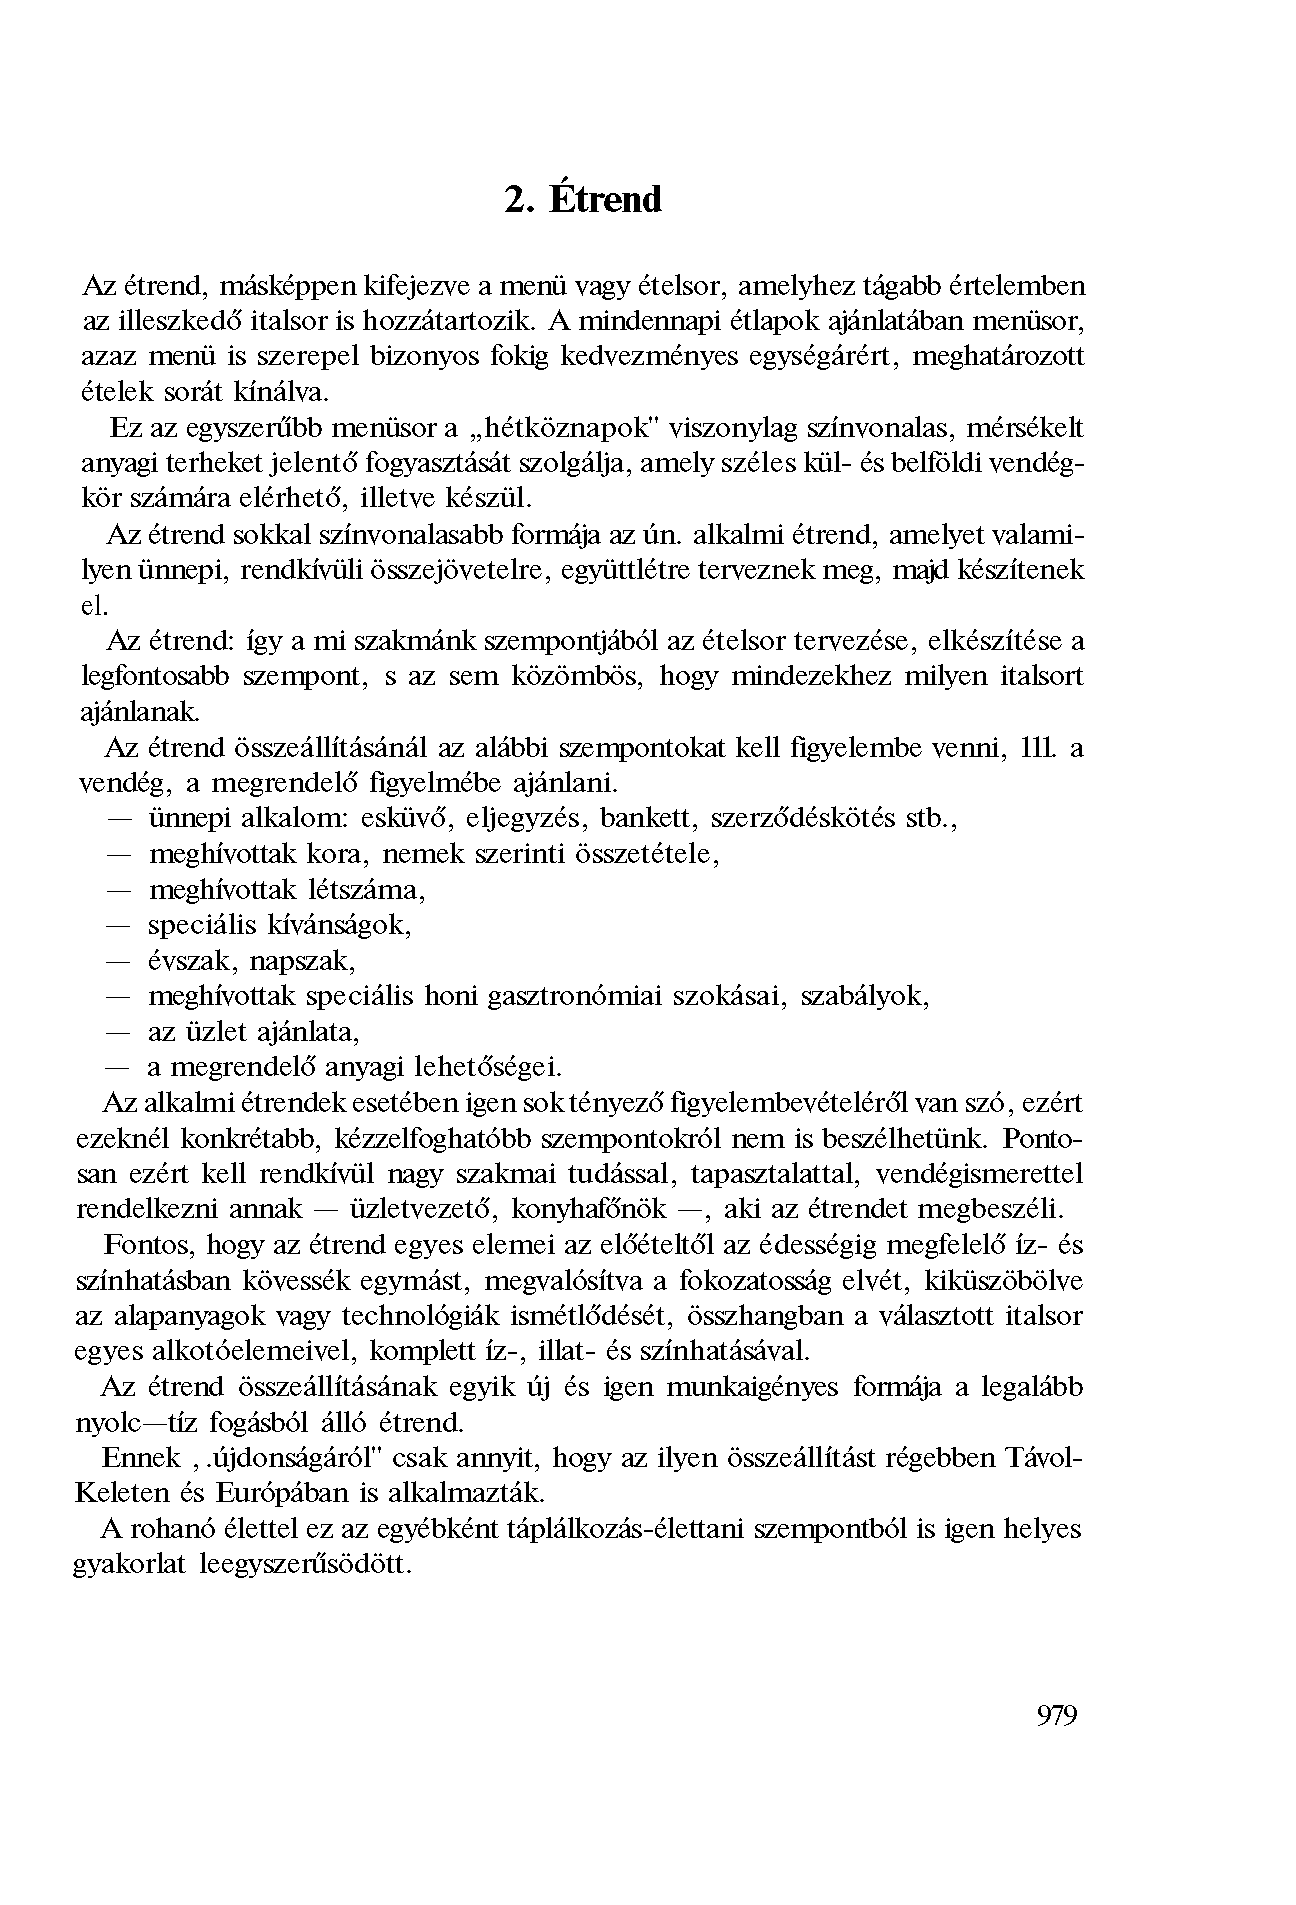 2. Étrend
Az étrend, másképpen kifejezve a menü vagy ételsor, amelyhez tágabb értelemben
az illeszkedő italsor is hozzátartozik. A mindennapi étlapok ajánlatában menüsor,
azaz menü is szerepel bizonyos fokig kedvezményes egységárért, meghatározott
ételek sorát kínálva.
Ez az egyszerűbb menüsor a „hétköznapok" viszonylag színvonalas, mérsékelt
anyagi terheket jelentő fogyasztását szolgálja, amely széles kül- és belföldi vendég-
kör számára elérhető, illetve készül.
Az étrend sokkal színvonalasabb formája az ún. alkalmi étrend, amelyet valami-
lyen ünnepi, rendkívüli összejövetelre, együttlétre terveznek meg, majd készítenek
el.
Az étrend: így a mi szakmánk szempontjából az ételsor tervezése, elkészítése a
legfontosabb szempont, s az sem közömbös, hogy mindezekhez milyen italsort
ajánlanak.
Az étrend összeállításánál az alábbi szempontokat kell figyelembe venni, 111. a
vendég, a megrendelő figyelmébe ajánlani.
— ünnepi alkalom: esküvő, eljegyzés, bankett, szerződéskötés stb.,
— meghívottak kora, nemek szerinti összetétele,
— meghívottak létszáma,
— speciális kívánságok,
— évszak, napszak,
— meghívottak speciális honi gasztronómiai szokásai, szabályok,
— az üzlet ajánlata,
— a megrendelő anyagi lehetőségei.
Az alkalmi étrendek esetében igen sok tényező figyelembevételéről van szó, ezért
ezeknél konkrétabb, kézzelfoghatóbb szempontokról nem is beszélhetünk. Ponto-
san ezért kell rendkívül nagy szakmai tudással, tapasztalattal, vendégismerettel
rendelkezni annak — üzletvezető, konyhafőnök —, aki az étrendet megbeszéli.
Fontos, hogy az étrend egyes elemei az előételtől az édességig megfelelő íz- és
színhatásban kövessék egymást, megvalósítva a fokozatosság elvét, kiküszöbölve
az alapanyagok vagy technológiák ismétlődését, összhangban a választott italsor
egyes alkotóelemeivel, komplett íz-, illat- és színhatásával.
Az étrend összeállításának egyik új és igen munkaigényes formája a legalább
nyolc—tíz fogásból álló étrend.
Ennek , .újdonságáról" csak annyit, hogy az ilyen összeállítást régebben Távol-
Keleten és Európában is alkalmazták.
A rohanó élettel ez az egyébként táplálkozás-élettani szempontból is igen helyes
gyakorlat leegyszerűsödött.
979